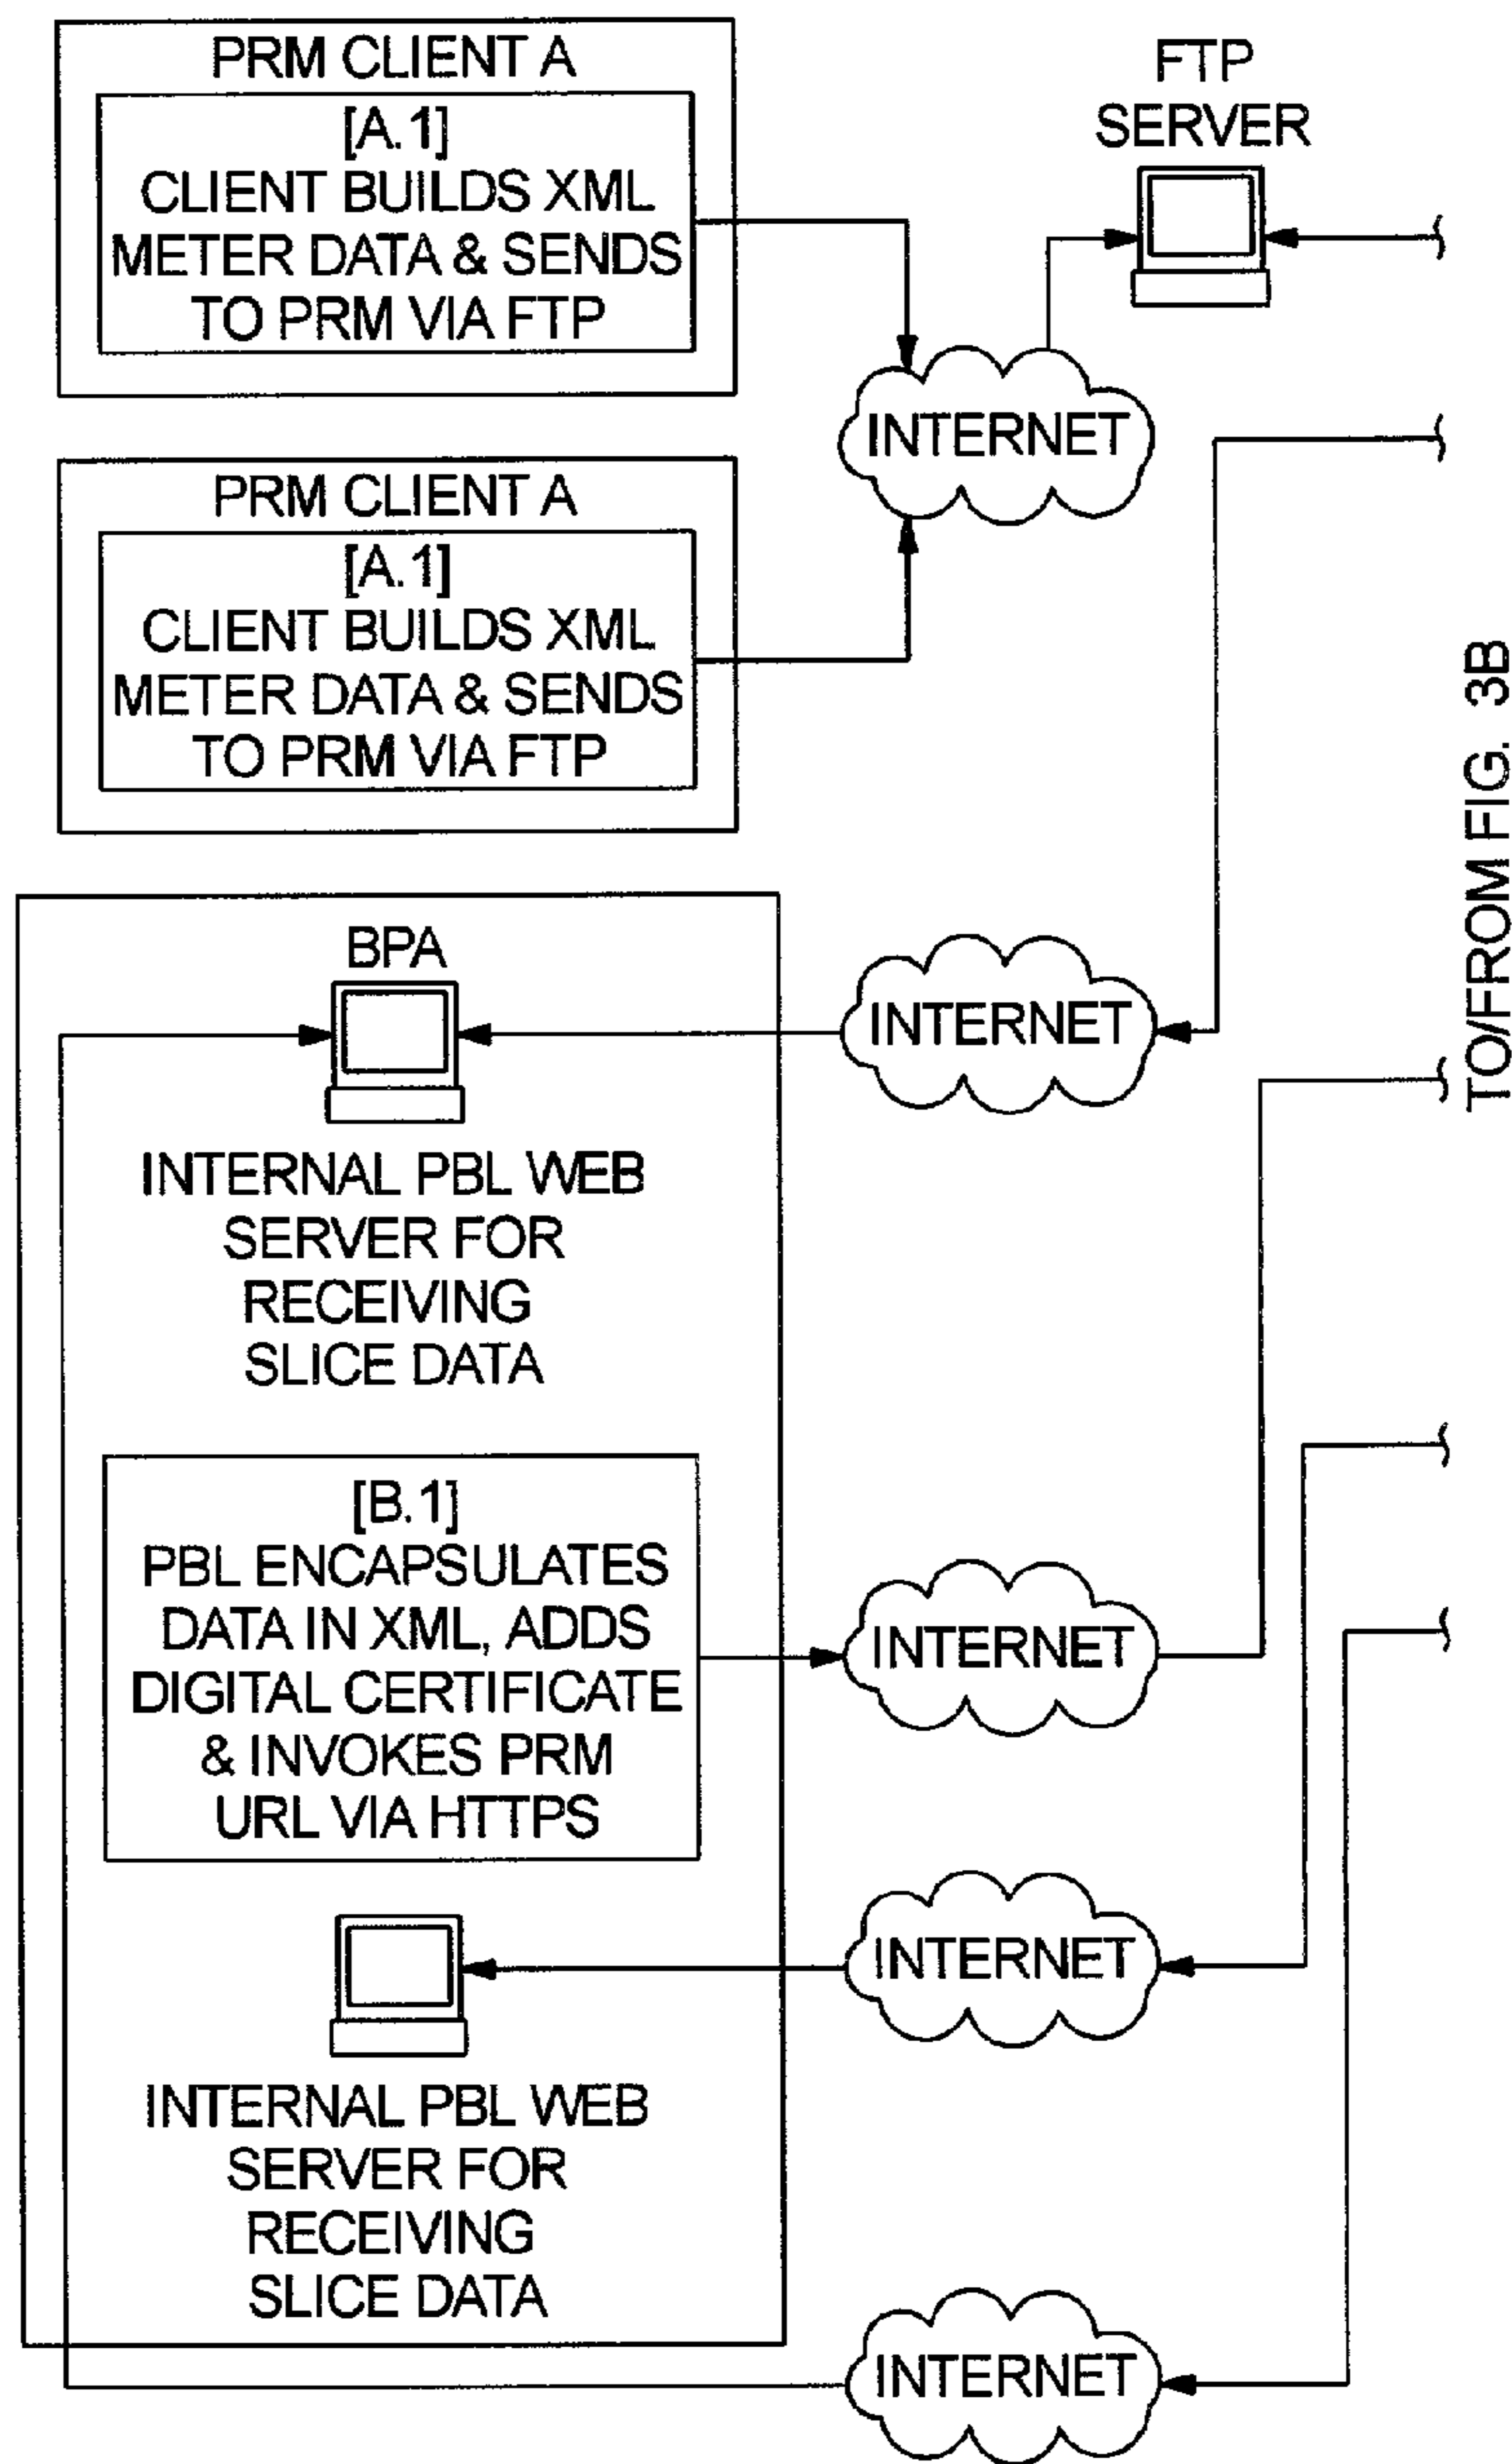 PRM CLIENT A
[A.1]
CLIENT BUILDS XML
METER DATA & SENDS
TO PRM VIA FTP
FTP
SERVER
INTERNET
PRM CLIENT A
[A.1]
CLIENT BUILDS XML
METER DATA & SENDS
TO PRM VIA FTP
TO/FROM FIG. 3B
BPA
INTERNET
INTERNAL PBL WEB
SERVER FOR
RECEIVING
SLICE DATA
[B.1]
PBL ENCAPSULATES
DATA IN XML, ADDS
DIGITAL CERTIFICATE
& INVOKES PRM
URL VIA HTTPS
INTERNET
INTERNET
INTERNAL PBL WEB
SERVER FOR
RECEIVING
SLICE DATA
INTERNET